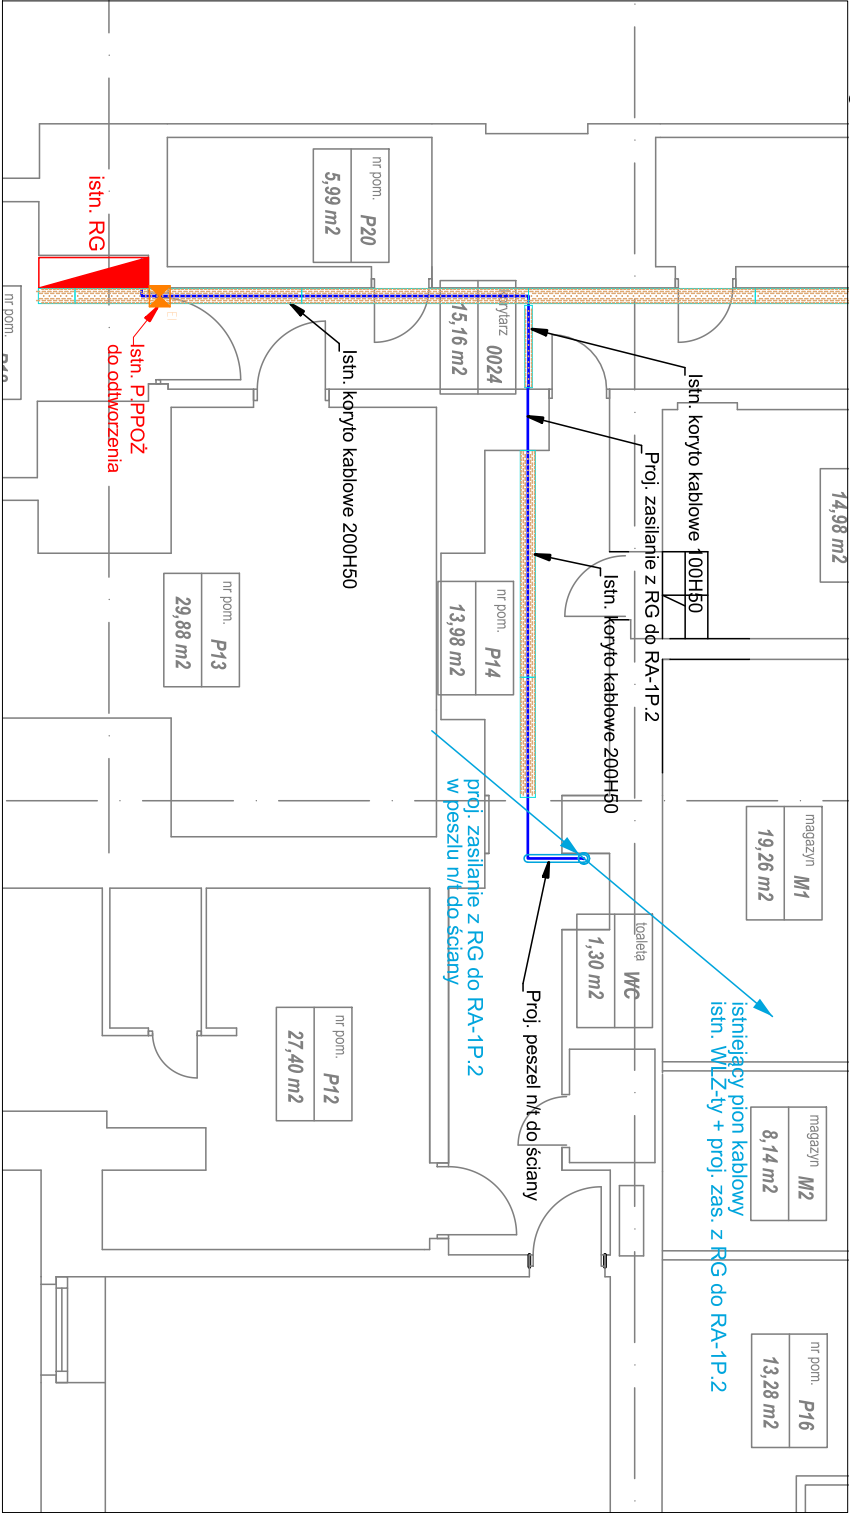 14,98 m2
magazyn M1
19,26 m2
magazyn M2
8,14 m2
nr pom. P16
13,28 m2
istniejący pion kablowy
istn. WLZ-ty + proj. zas. z RG do RA-1P.2
Istn. koryto kablowe 100H50
Proj. zasilanie z RG do RA-1P.2
Istn. koryto kablowe 200H50
toaleta WC
1,30 m2
Proj. peszel n/t do ściany
korytarz 0024
15,16 m2
nr pom. P14
13,98 m2
proj. zasilanie z RG do RA-1P.2
w peszlu n/t do ściany
nr pom. P20
5,99 m2
Istn. koryto kablowe 200H50
nr pom. P12
27,40 m2
nr pom. P13
29,88 m2
istn. RG
Istn. P.PPOŻ
do odtworzenia
nr pom.